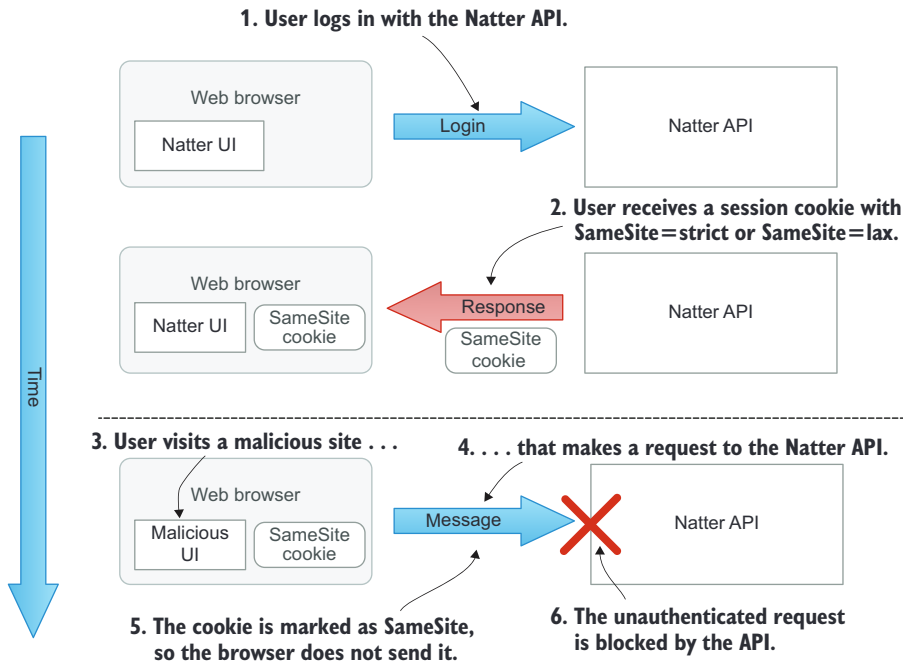 1. User logs in with the Natter API.
Web browser
Natter UI
Login
Natter API
2. User receives a session cookie with
SameSite=strict or SameSite=lax.
Web browser
Natter UI
SameSite
cookie
Response
SameSite
cookie
Natter API
Time
3. User visits a malicious site . . .
4. . . . that makes a request to the Natter API.
Web browser
Malicious
UI
SameSite
cookie
Message
Natter API
5. The cookie is marked as SameSite,
so the browser does not send it.
6. The unauthenticated request
is blocked by the API.